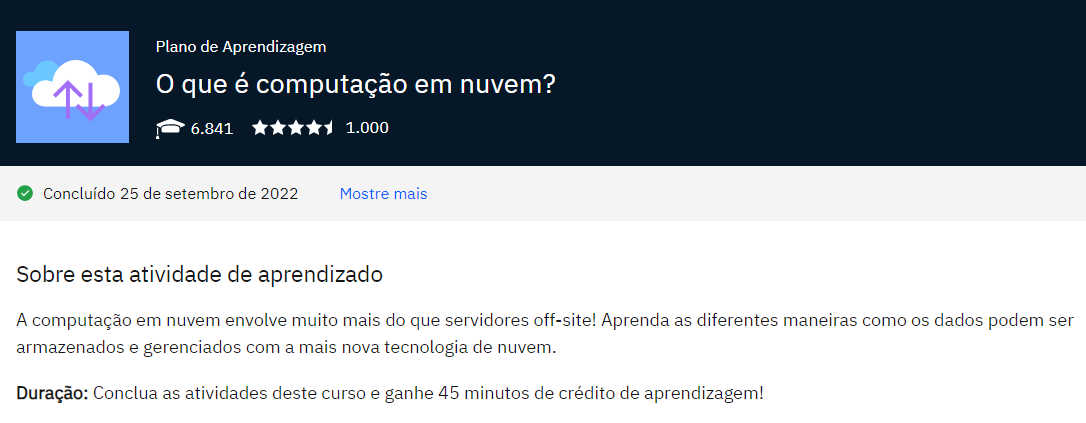 Plano de Aprendizagem
O que é computação em nuvem?
6.841 1.000
Concluído 25 de setembro de 2022 Mostre mais
Sobre esta atividade de aprendizado
A computação em nuvem envolve muito mais do que servidores off-site! Aprenda as diferentes maneiras como os dados podem ser
armazenados e gerenciados com a mais nova tecnologia de nuvem.
Duração: Conclua as atividades deste curso e ganhe 45 minutos de crédito de aprendizagem!